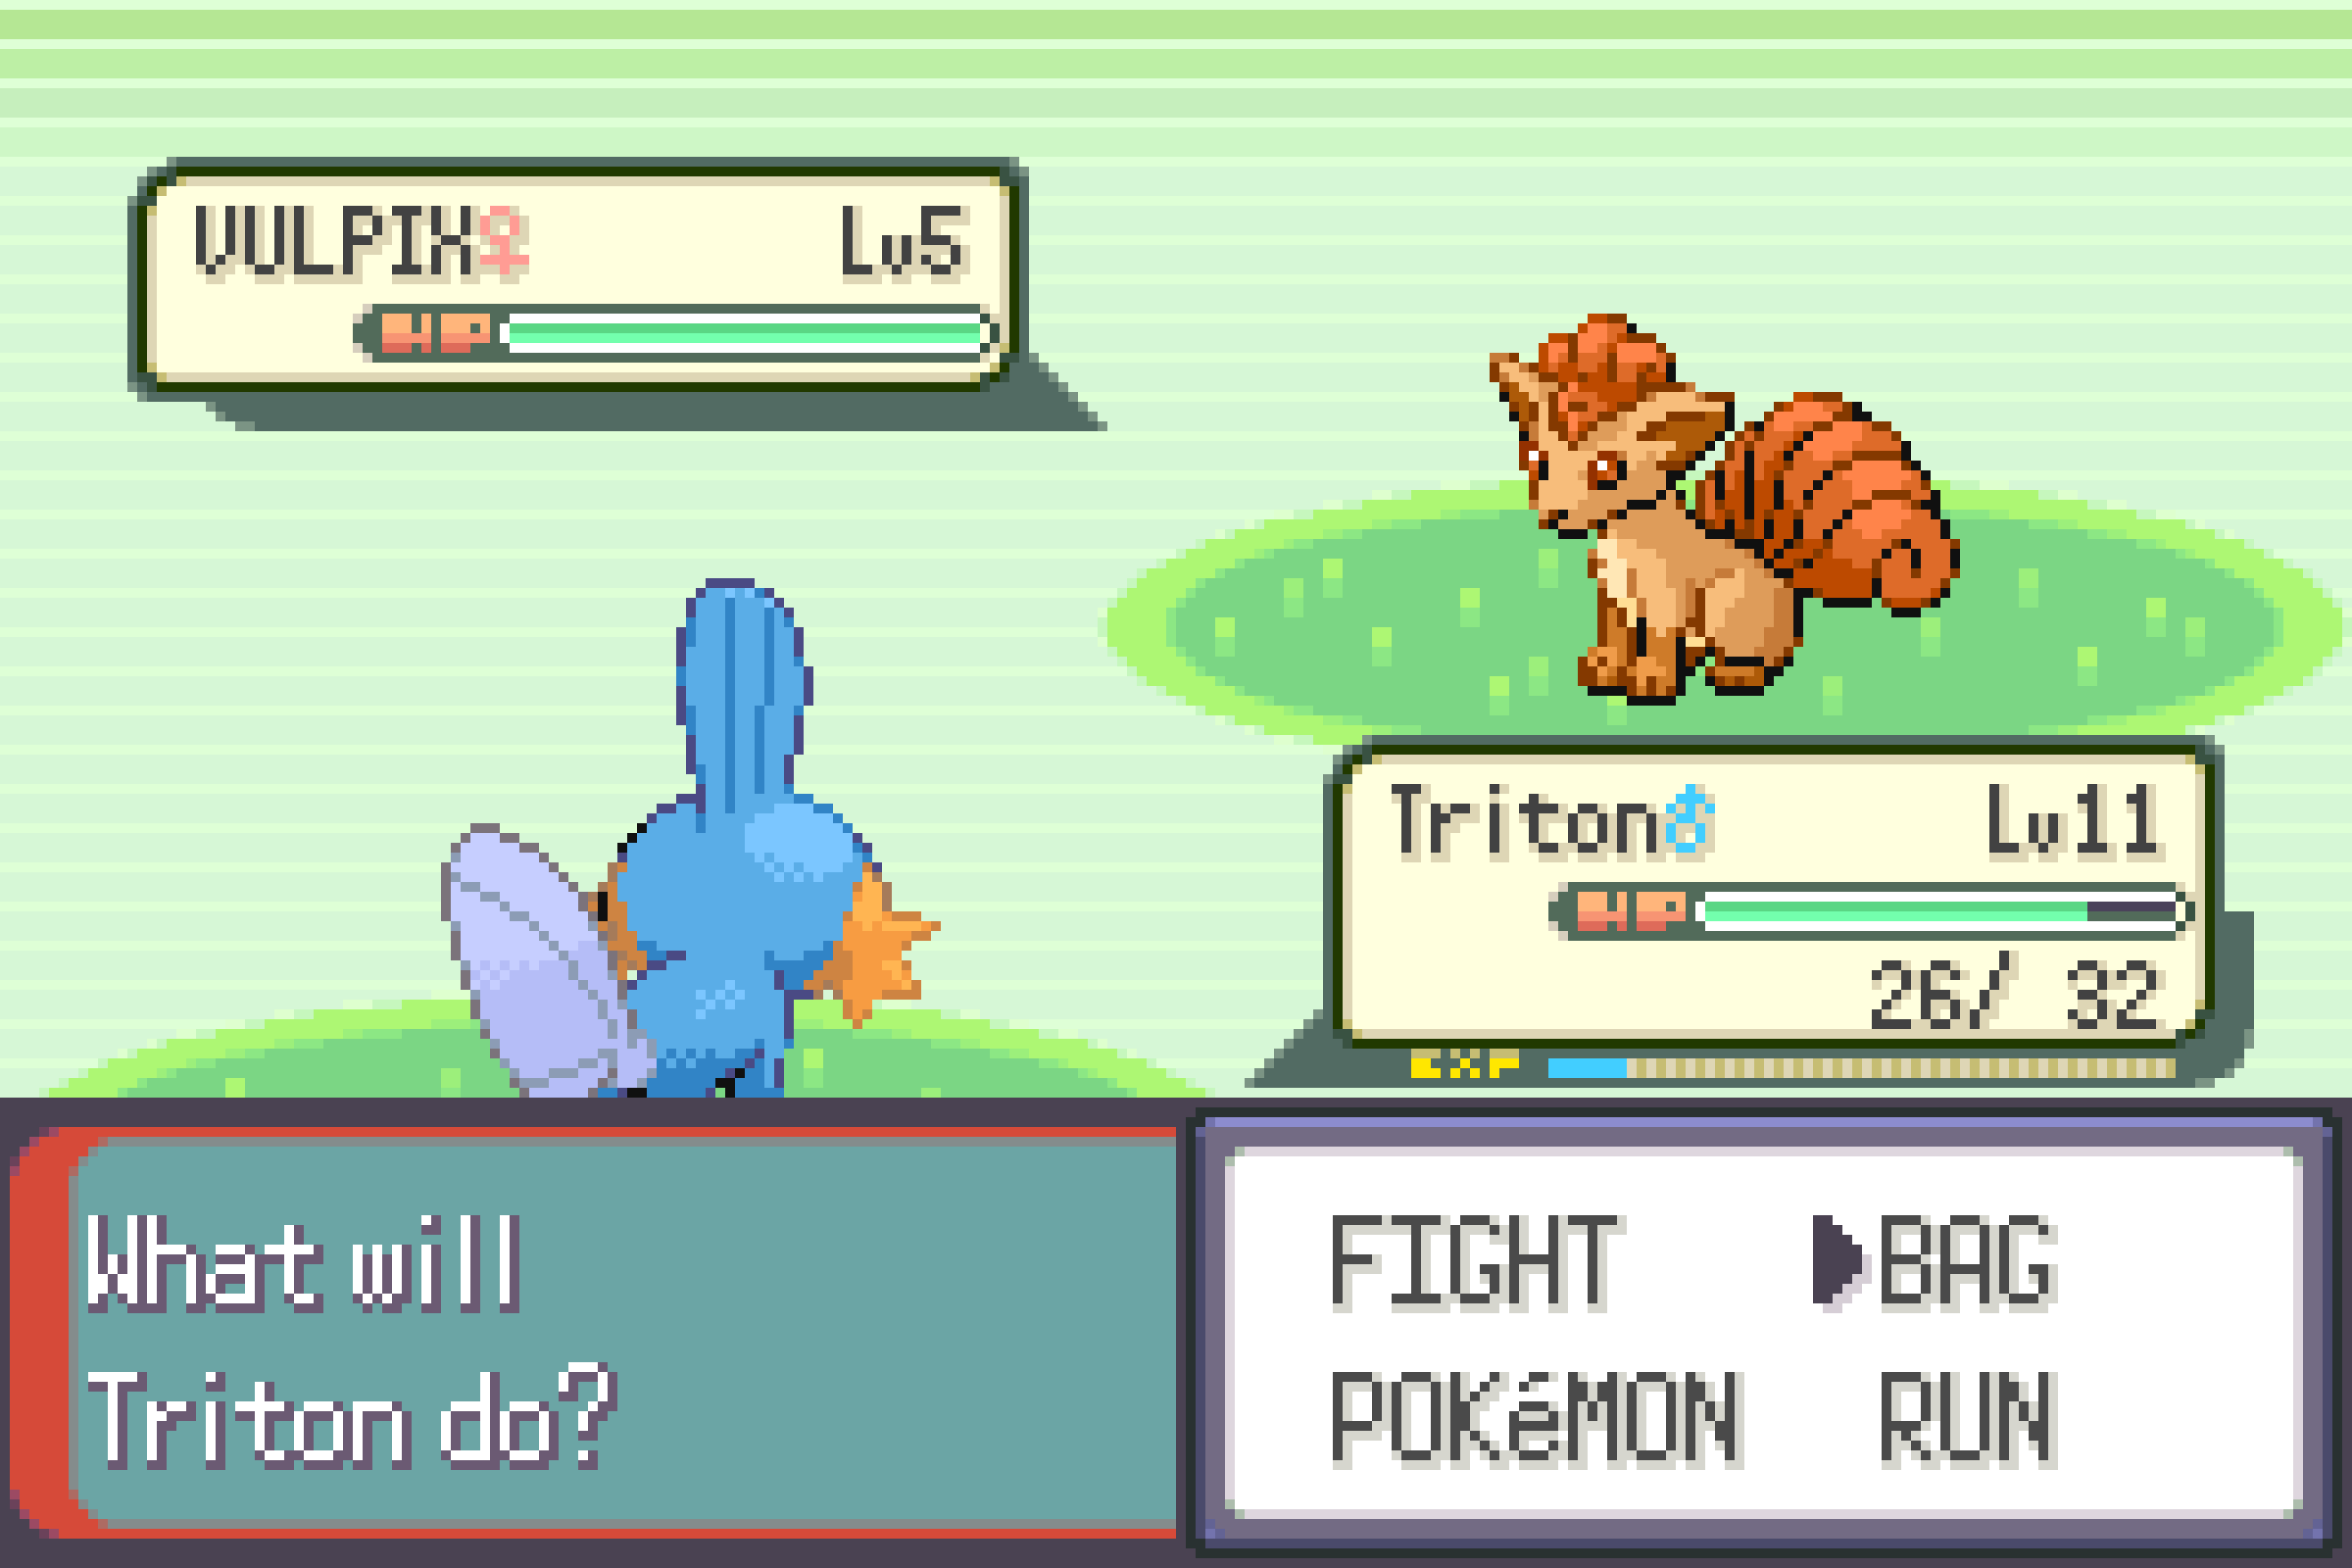 VULPIX♀ Lv5
HP
Triton♂ Lv11
HP
26/ 32
EXP
What will
Triton do?
FIGHT ▶BAG
POKéMON RUN